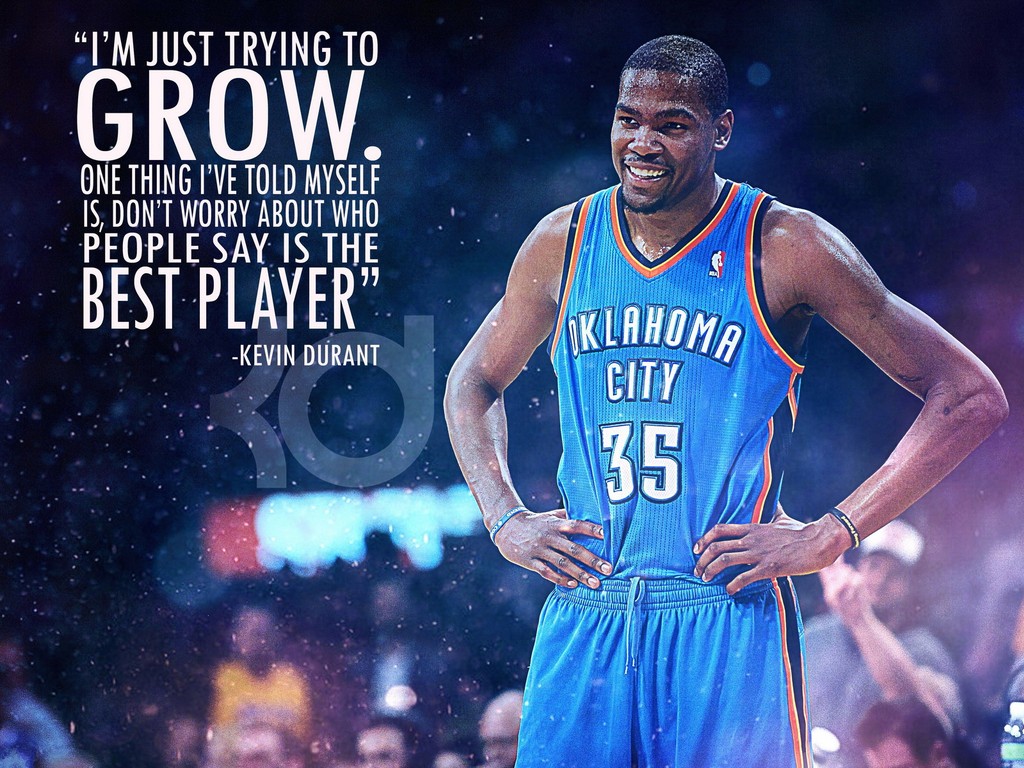 “I’M JUST TRYING TO
GROW.
ONE THING I’VE TOLD MYSELF
IS, DON’T WORRY ABOUT WHO
PEOPLE SAY IS THE
BEST PLAYER”
-KEVIN DURANT
kd
OKLAHOMA
CITY
35